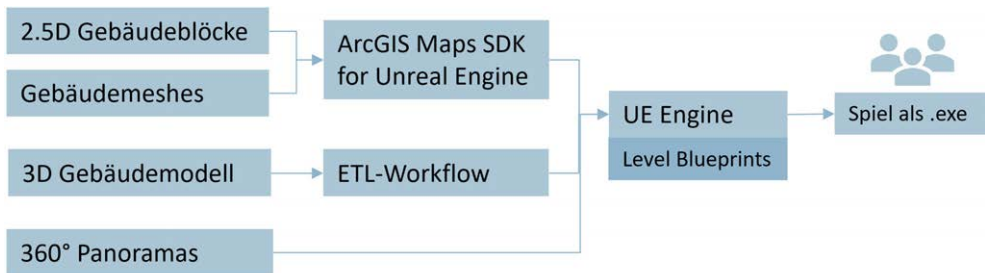 2.5D Gebäudeblöcke
Gebäudemeshes
ArcGIS Maps SDK
for Unreal Engine
3D Gebäudemodell
ETL-Workflow
360° Panoramas
UE Engine
Level Blueprints
Spiel als .exe